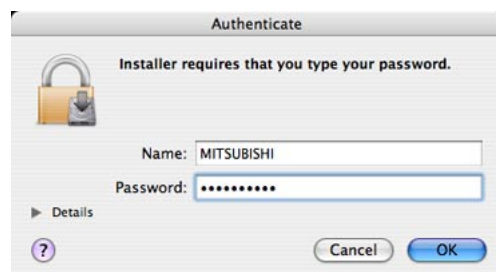 Authenticate
Installer requires that you type your password.
Name: MITSUBISHI
Password: ••••••••••
Details
? Cancel OK